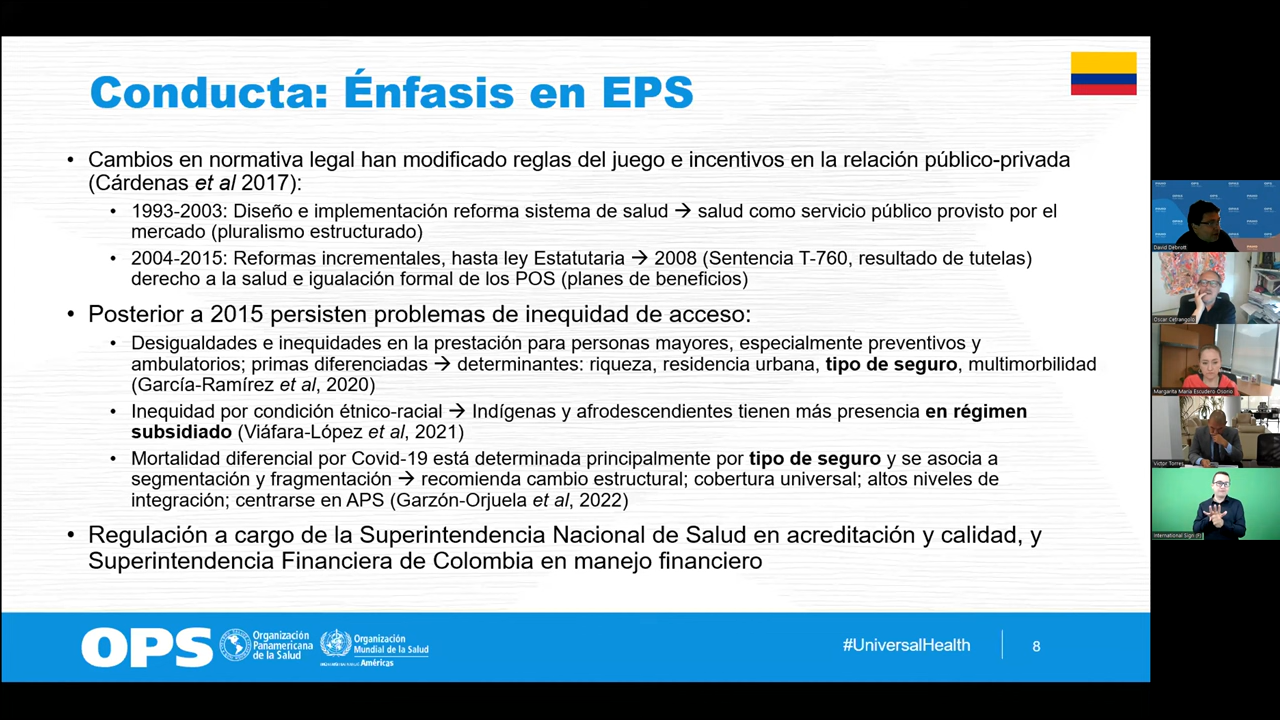 Conducta: Énfasis en EPS
• Cambios en normativa legal han modificado reglas del juego e incentivos en la relación público-privada
(Cárdenas et al 2017):
• 1993-2003: Diseño e implementación reforma sistema de salud → salud como servicio público provisto por el
mercado (pluralismo estructurado)
• 2004-2015: Reformas incrementales, hasta ley Estatutaria → 2008 (Sentencia T-760, resultado de tutelas)
derecho a la salud e igualación formal de los POS (planes de beneficios)
• Posterior a 2015 persisten problemas de inequidad de acceso:
• Desigualdades e inequidades en la prestación para personas mayores, especialmente preventivos y
ambulatorios; primas diferenciadas → determinantes: riqueza, residencia urbana, tipo de seguro, multimorbilidad
(García-Ramírez et al, 2020)
• Inequidad por condición étnico-racial → Indígenas y afrodescendientes tienen más presencia en régimen
subsidiado (Viáfara-López et al, 2021)
• Mortalidad diferencial por Covid-19 está determinada principalmente por tipo de seguro y se asocia a
segmentación y fragmentación → recomienda cambio estructural; cobertura universal; altos niveles de
integración; centrarse en APS (Garzón-Orjuela et al, 2022)
• Regulación a cargo de la Superintendencia Nacional de Salud en acreditación y calidad, y
Superintendencia Financiera de Colombia en manejo financiero
OPS
Organización
Panamericana
de la Salud
Organización
Mundial de la Salud
Américas
#UniversalHealth
8
David Debrott
Oscar Cetrangolo
Margarita María Escudero Osorio
Victor Torres
International Sign (F)